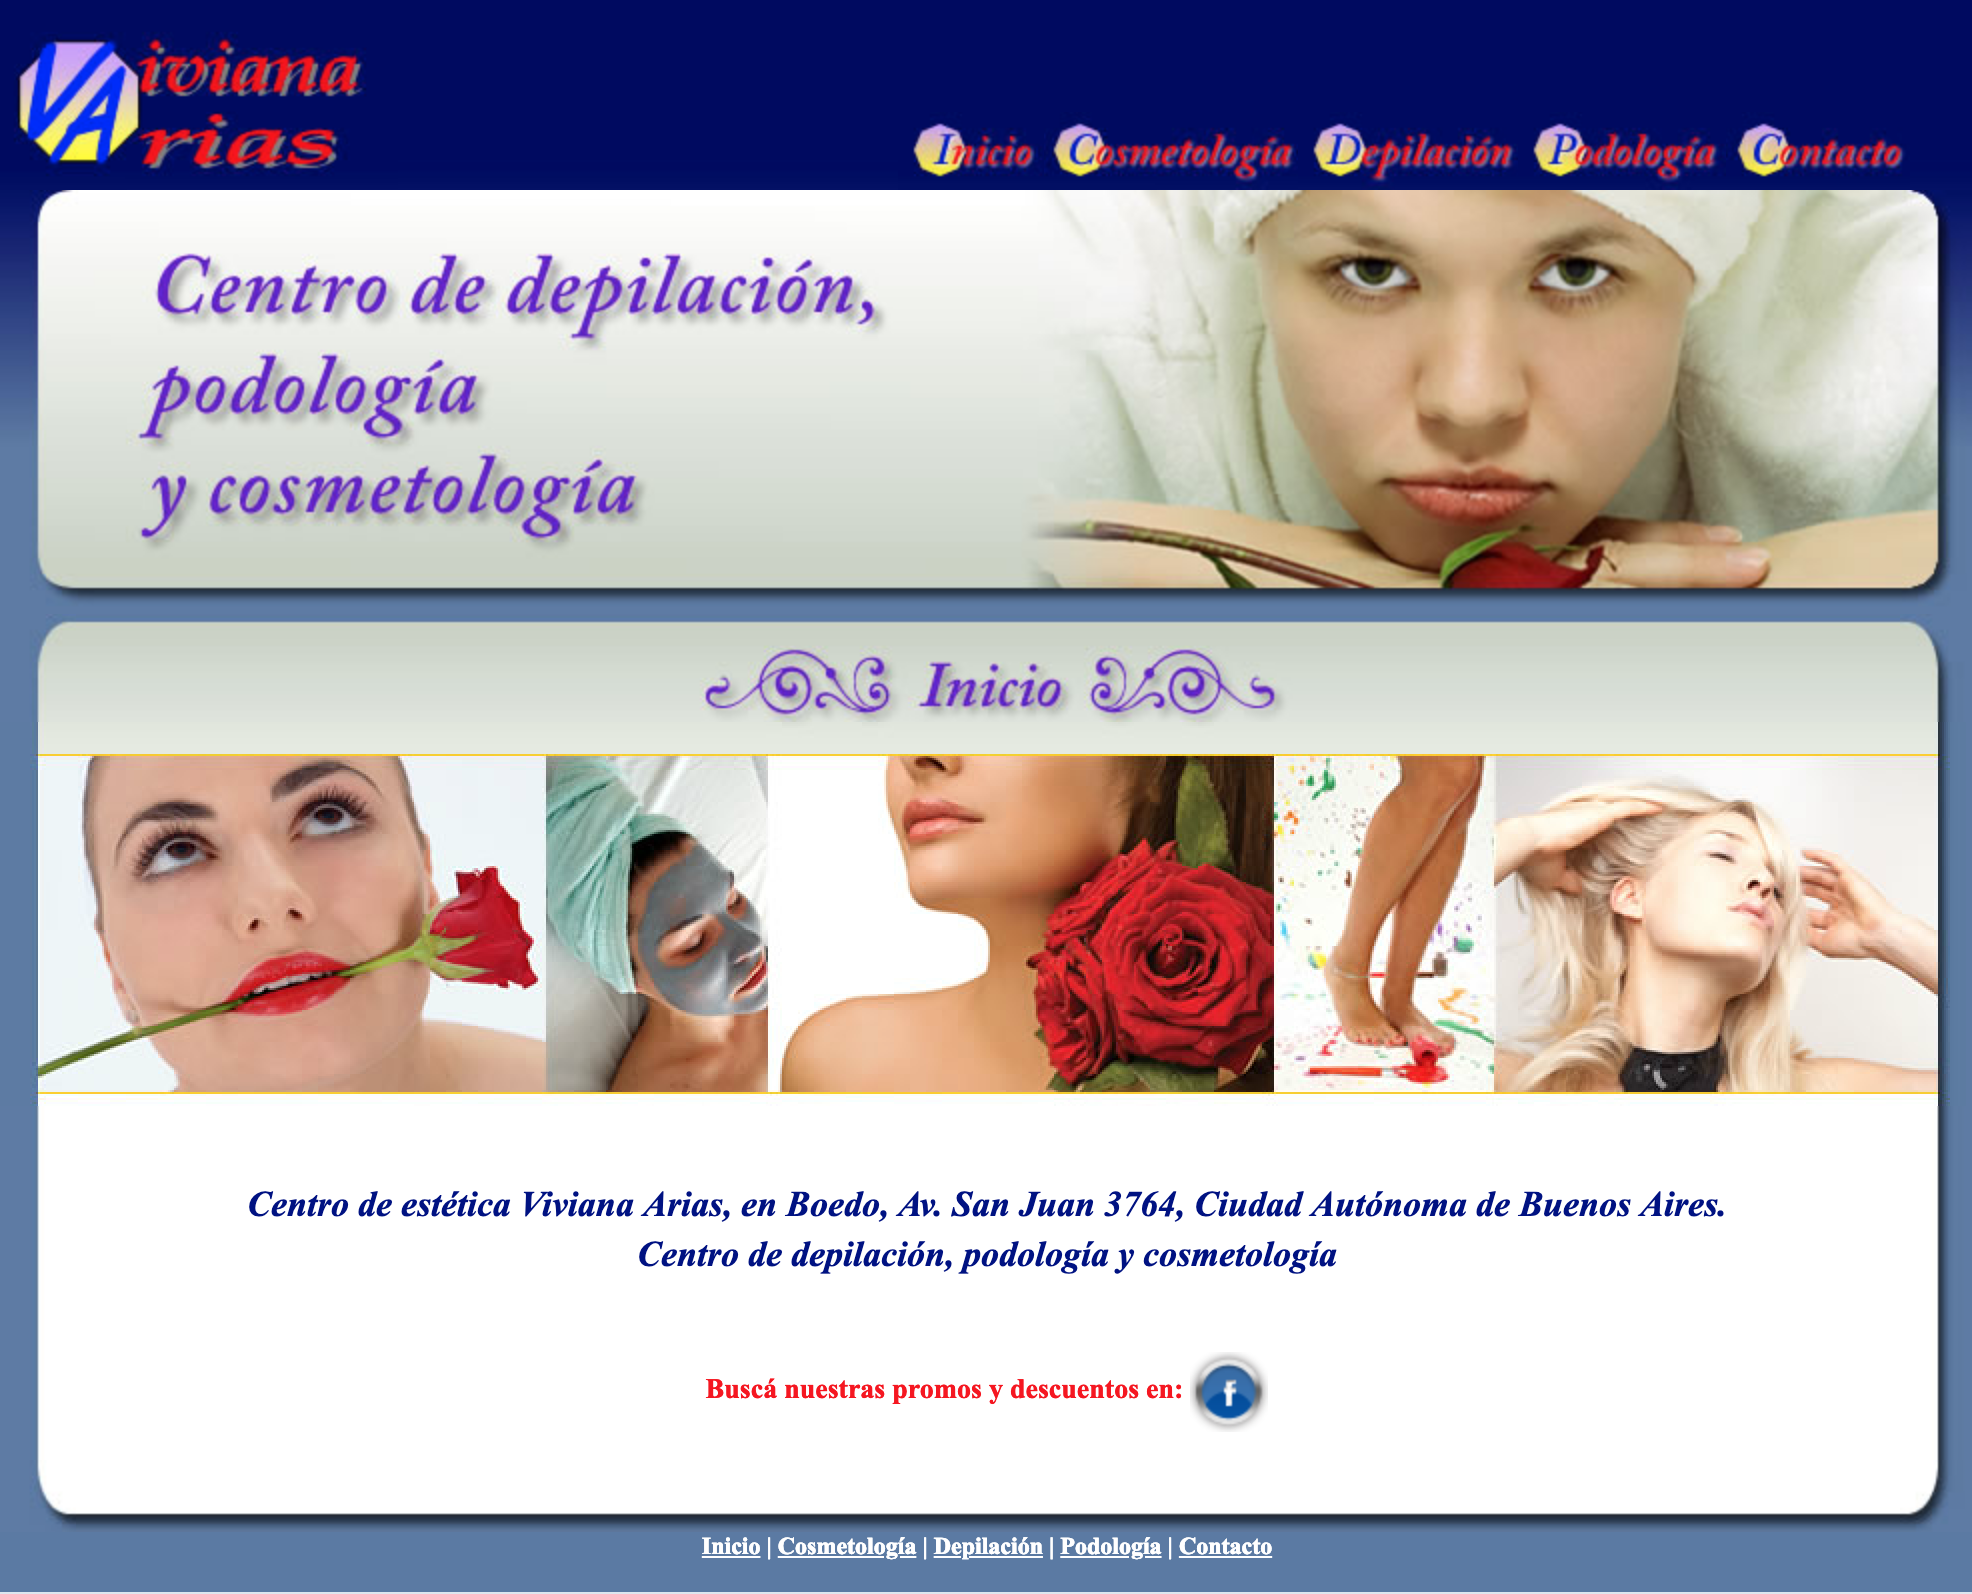 Viviana
Arias
Inicio Cosmetología Depilación Podología Contacto
Centro de depilación,
podología
y cosmetología
Inicio
Centro de estética Viviana Arias, en Boedo, Av. San Juan 3764, Ciudad Autónoma de Buenos Aires.
Centro de depilación, podología y cosmetología
Buscá nuestras promos y descuentos en: f
Inicio | Cosmetología | Depilación | Podología | Contacto